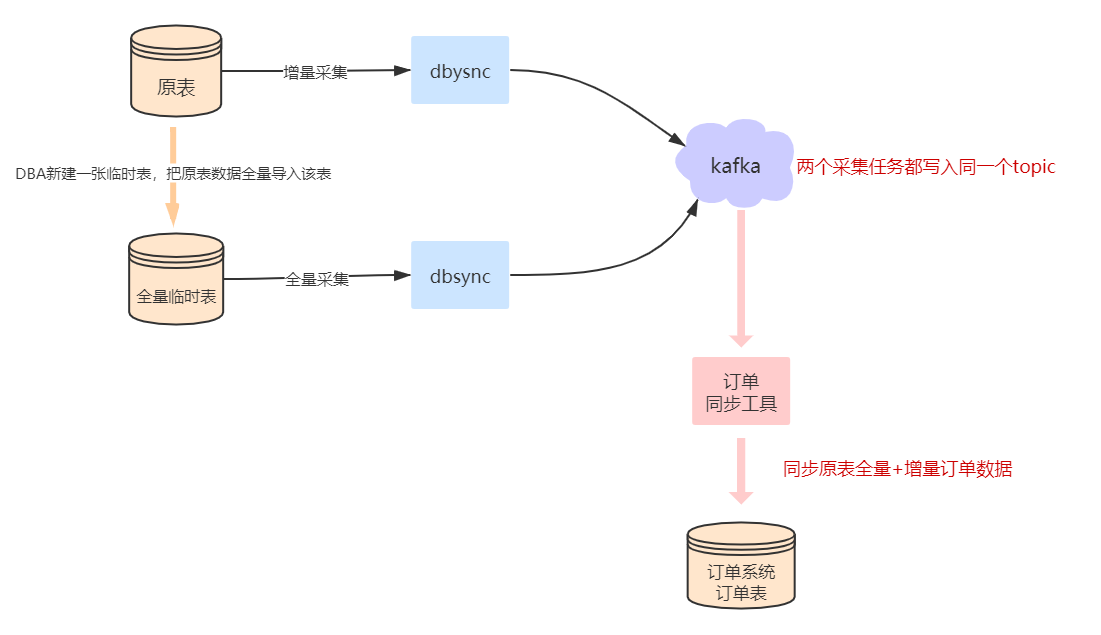 原表
增量采集
dbysnc
DBA新建一张临时表，把原表数据全量导入该表
kafka
两个采集任务都写入同一个topic
全量临时表
全量采集
dbsync
订单
同步工具
同步原表全量+增量订单数据
订单系统
订单表